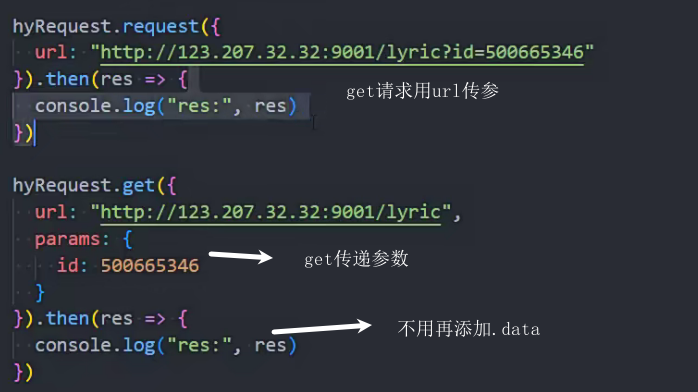 hyRequest.request({
url: "http://123.207.32.32:9001/lyric?id=500665346"
}).then(res => {
get请求用url传参
console.log("res:", res)
})
hyRequest.get({
url: "http://123.207.32.32:9001/lyric",
params: {
get传递参数
id: 500665346
}
}).then(res => {
不用再添加.data
console.log("res:", res)
})